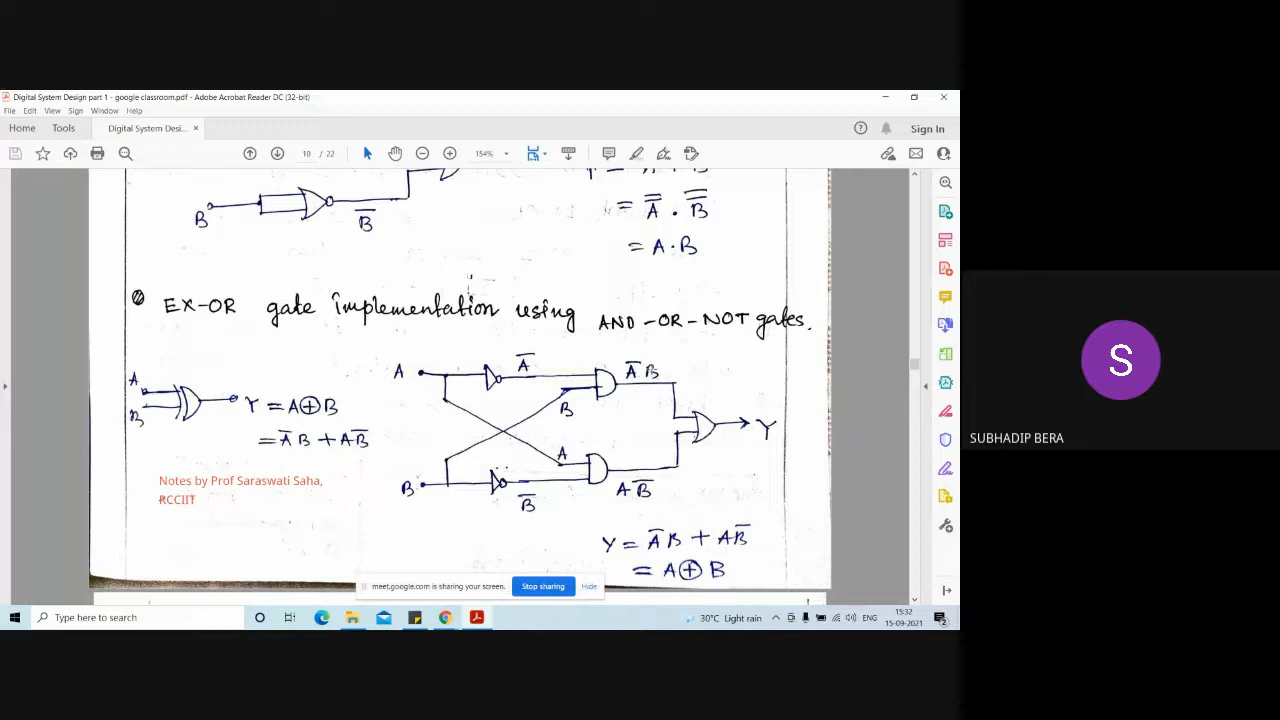 Digital System Design part 1 - google classroom.pdf - Adobe Acrobat Reader DC (32-bit)
File Edit View Sign Window Help
Home Tools Digital System Desi... × Sign In
10 / 22 154%
B B̅
= A̅ . B̅
= A . B
EX-OR gate implementation using AND-OR-NOT gates.
A A̅ A̅B
A
B
Y = A⊕B
= A̅B + AB̅
B
Y
A
B B̅ AB̅
Notes by Prof Saraswati Saha,
RCCIIT
Y = A̅B + AB̅
= A⊕B
S
SUBHADIP BERA
meet.google.com is sharing your screen. Stop sharing Hide
Type here to search
30°C Light rain ENG
15:32
15-09-2021
2